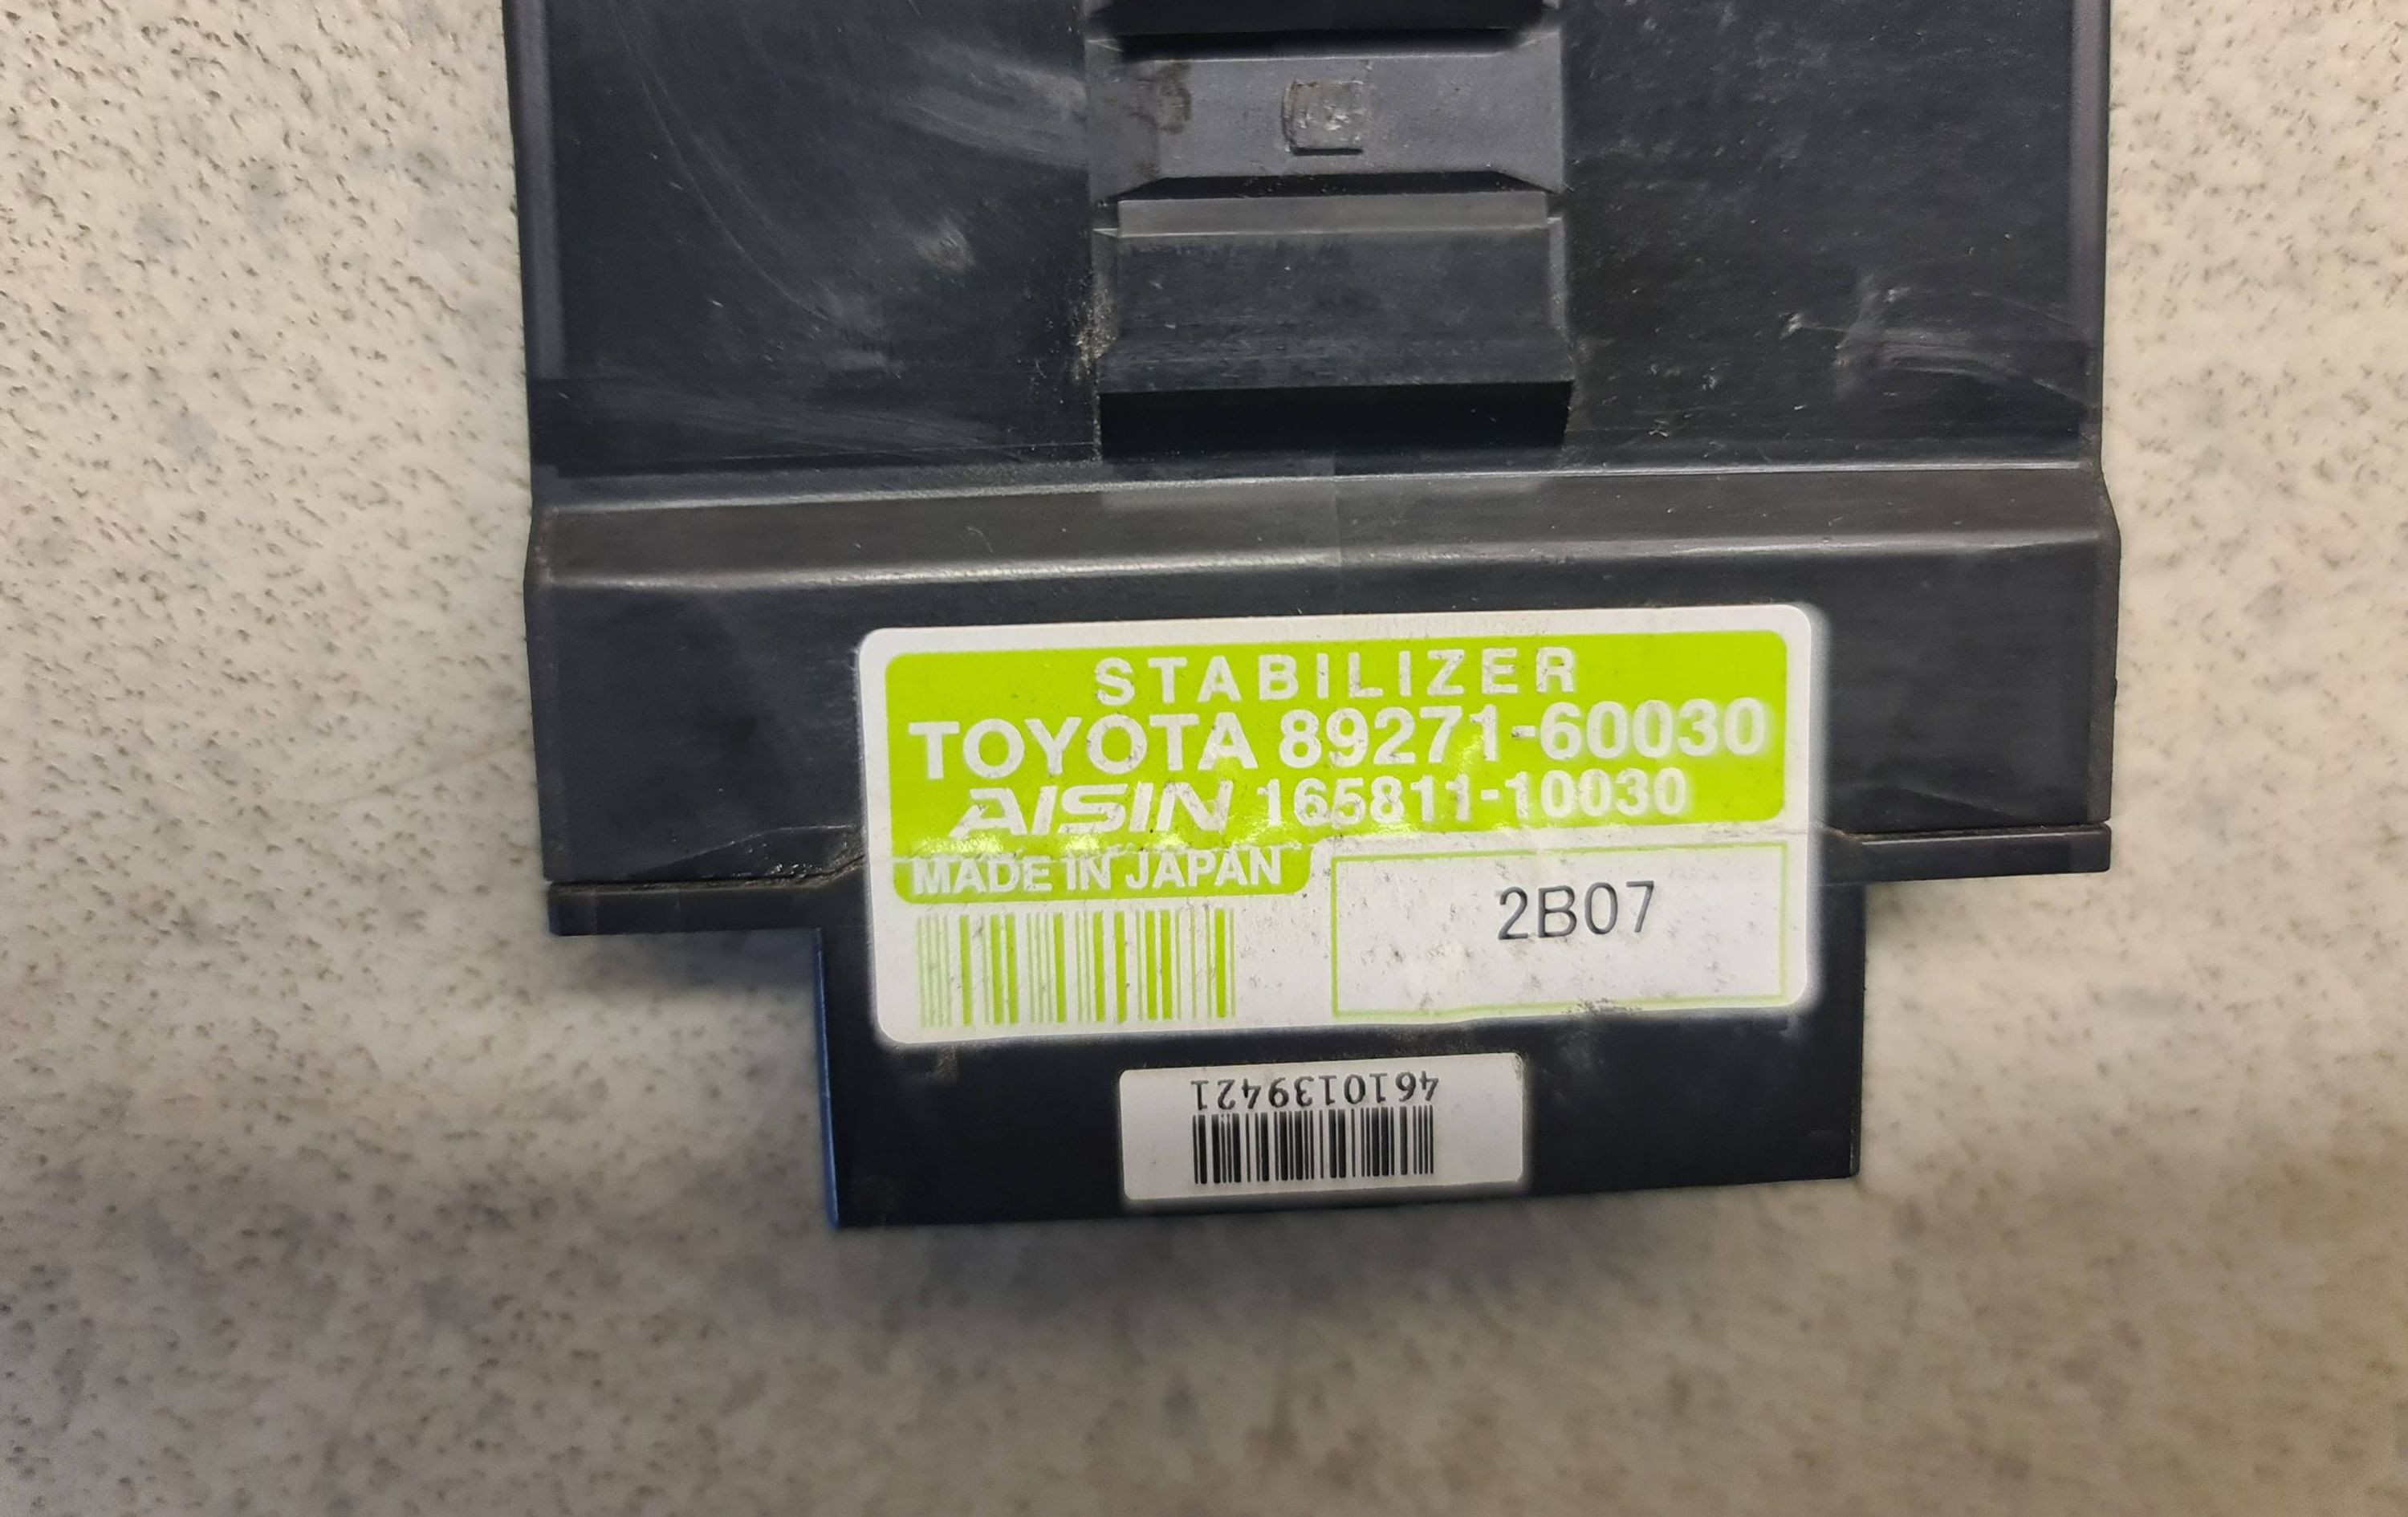 STABILIZER
TOYOTA 89271-60030
AISIN 165811-10030
MADE IN JAPAN
2B07
4610139421